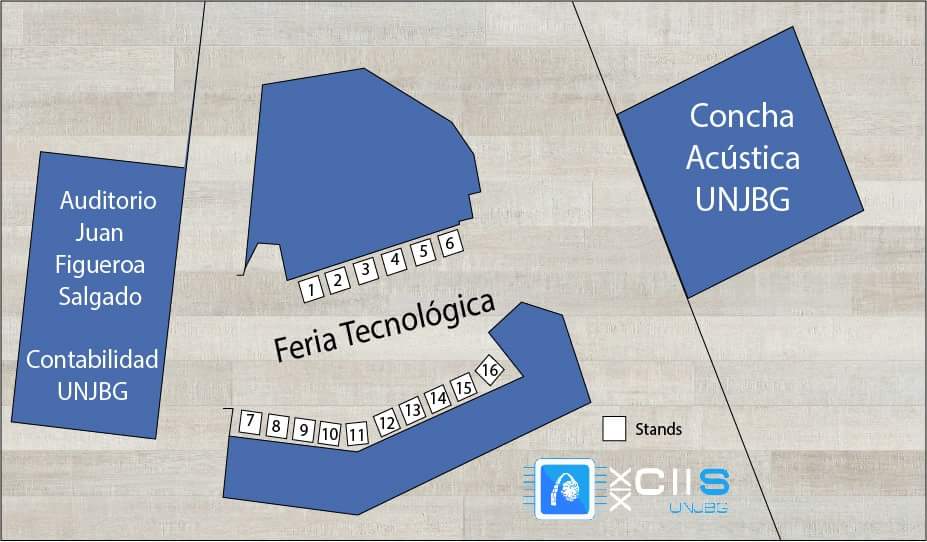 Concha
Acústica
UNJBG
Auditorio
Juan
Figueroa
Salgado
Contabilidad
UNJBG
1 2 3 4 5 6
Feria Tecnológica
7 8 9 10 11 12 13 14 15 16
Stands
XX CIIS
UNJBG